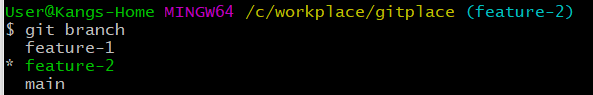 User@Kangs-Home MINGW64 /c/workplace/gitplace (feature-2)
$ git branch
  feature-1
* feature-2
  main